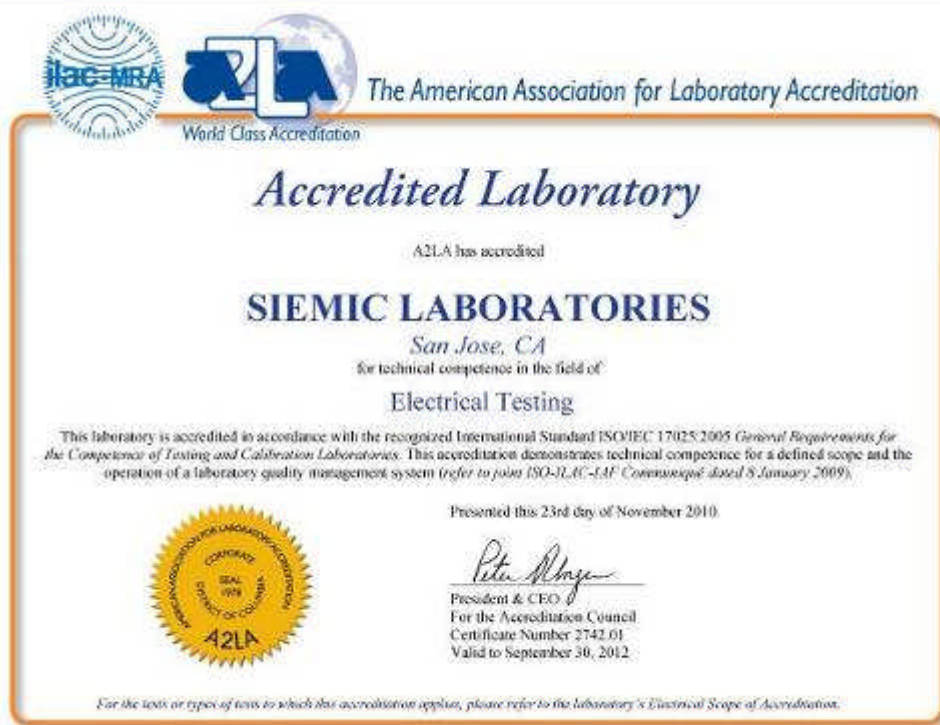 ilac-MRA
A2LA
World Class Accreditation
The American Association for Laboratory Accreditation
Accredited Laboratory
A2LA has accredited
SIEMIC LABORATORIES
San Jose, CA
for technical competence in the field of
Electrical Testing
This laboratory is accredited in accordance with the recognized International Standard ISO/IEC 17025:2005 General Requirements for
the Competence of Testing and Calibration Laboratories. This accreditation demonstrates technical competence for a defined scope and the
operation of a laboratory quality management system (refer to joint ISO-ILAC-IAF Communiqué dated 8 January 2009).
Presented this 23rd day of November 2010.
President & CEO
For the Accreditation Council
Certificate Number 2742.01
Valid to September 30, 2012
AMERICAN ASSOCIATION FOR LABORATORY ACCREDITATION
CORPORATE
SEAL
1978
DISTRICT OF COLUMBIA
A2LA
For the tests or types of tests to which this accreditation applies, please refer to the laboratory's Electrical Scope of Accreditation.